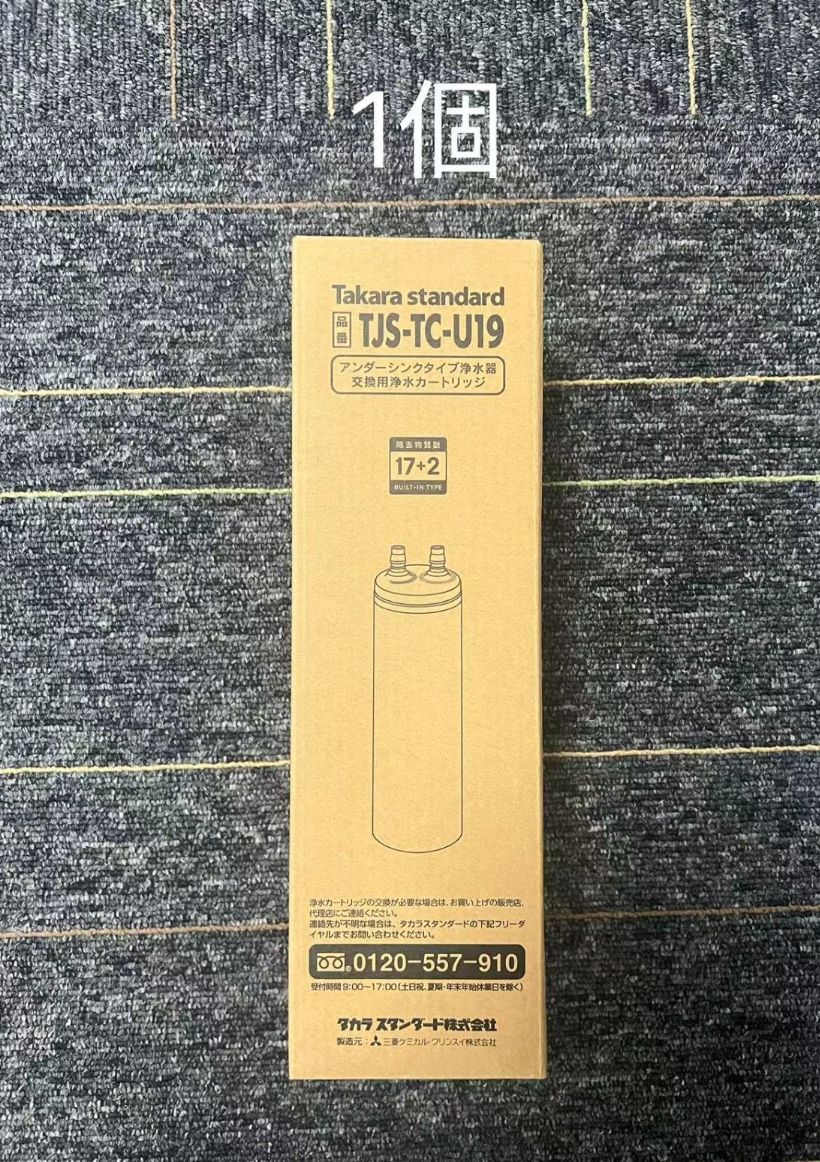 1個
Takara standard
品番 TJS-TC-U19
アンダーシンクタイプ浄水器
交換用浄水カートリッジ
除去物質数
17+2
BUILT-IN TYPE
浄水カートリッジの交換が必要な場合は、お買い上げの販売店、
代理店にご連絡ください。
連絡先が不明な場合は、タカラスタンダードの下記フリーダ
イヤルまでお問い合わせください。
0120-557-910
受付時間9:00〜17:00(土日祝、夏期・年末年始休業日を除く)
タカラスタンダード株式会社
製造元:三菱ケミカル・クリンスイ株式会社